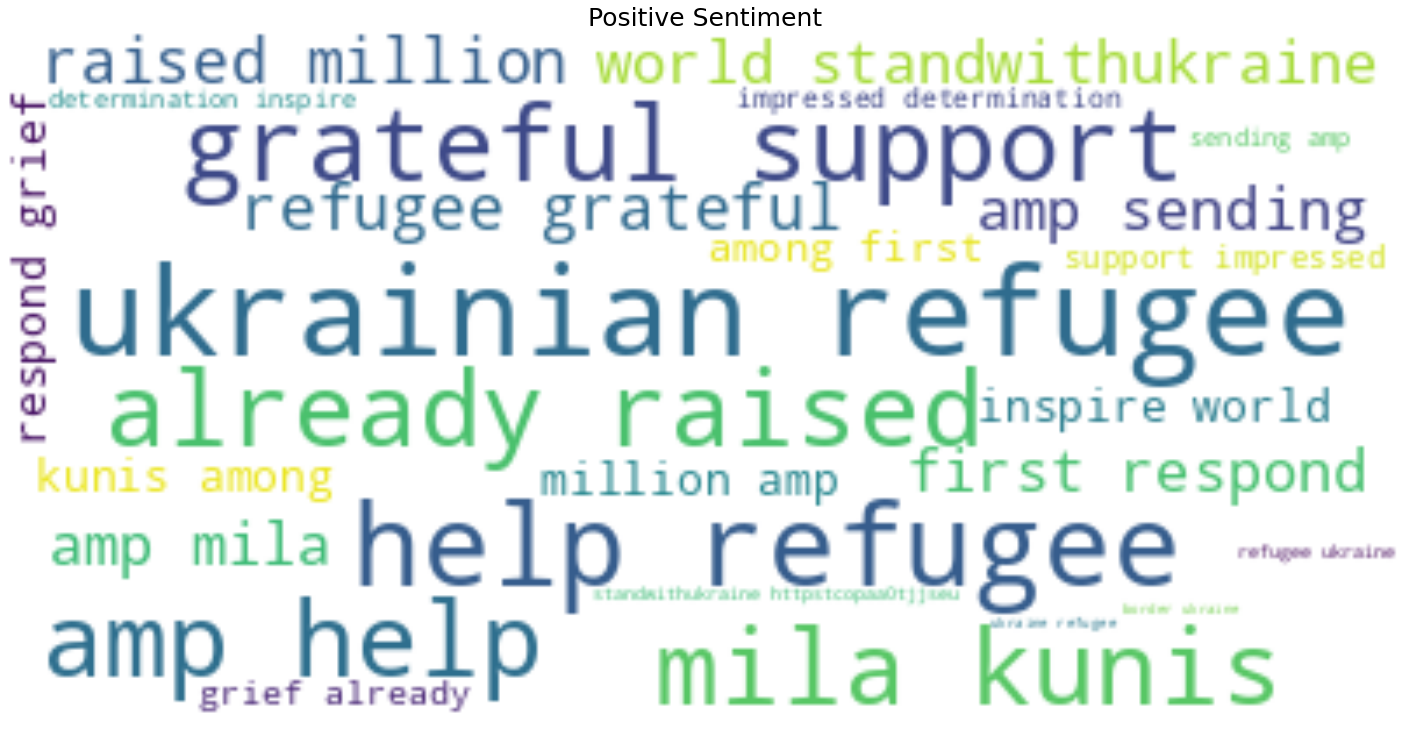 Positive Sentiment
raised million
world standwithukraine
determination inspire
impressed determination
respond grief
grateful support
sending amp
refugee grateful
amp sending
among first
support impressed
ukrainian refugee
already raised
inspire world
kunis among
million amp
first respond
amp mila
help refugee
refugee ukraine
standwithukraine
border ukraine
ukraine refugee
amp help
mila kunis
grief already